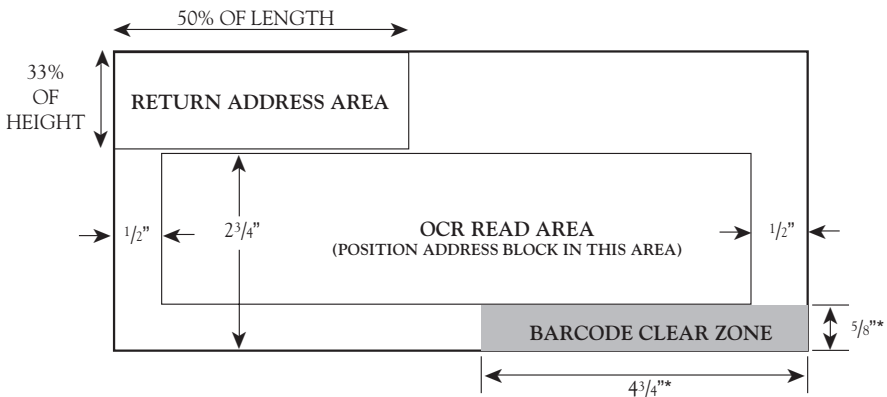 50% OF LENGTH
33%
OF
HEIGHT
RETURN ADDRESS AREA
1/2"
2 3/4"
OCR READ AREA
(POSITION ADDRESS BLOCK IN THIS AREA)
1/2"
BARCODE CLEAR ZONE
5/8"*
4 3/4"*